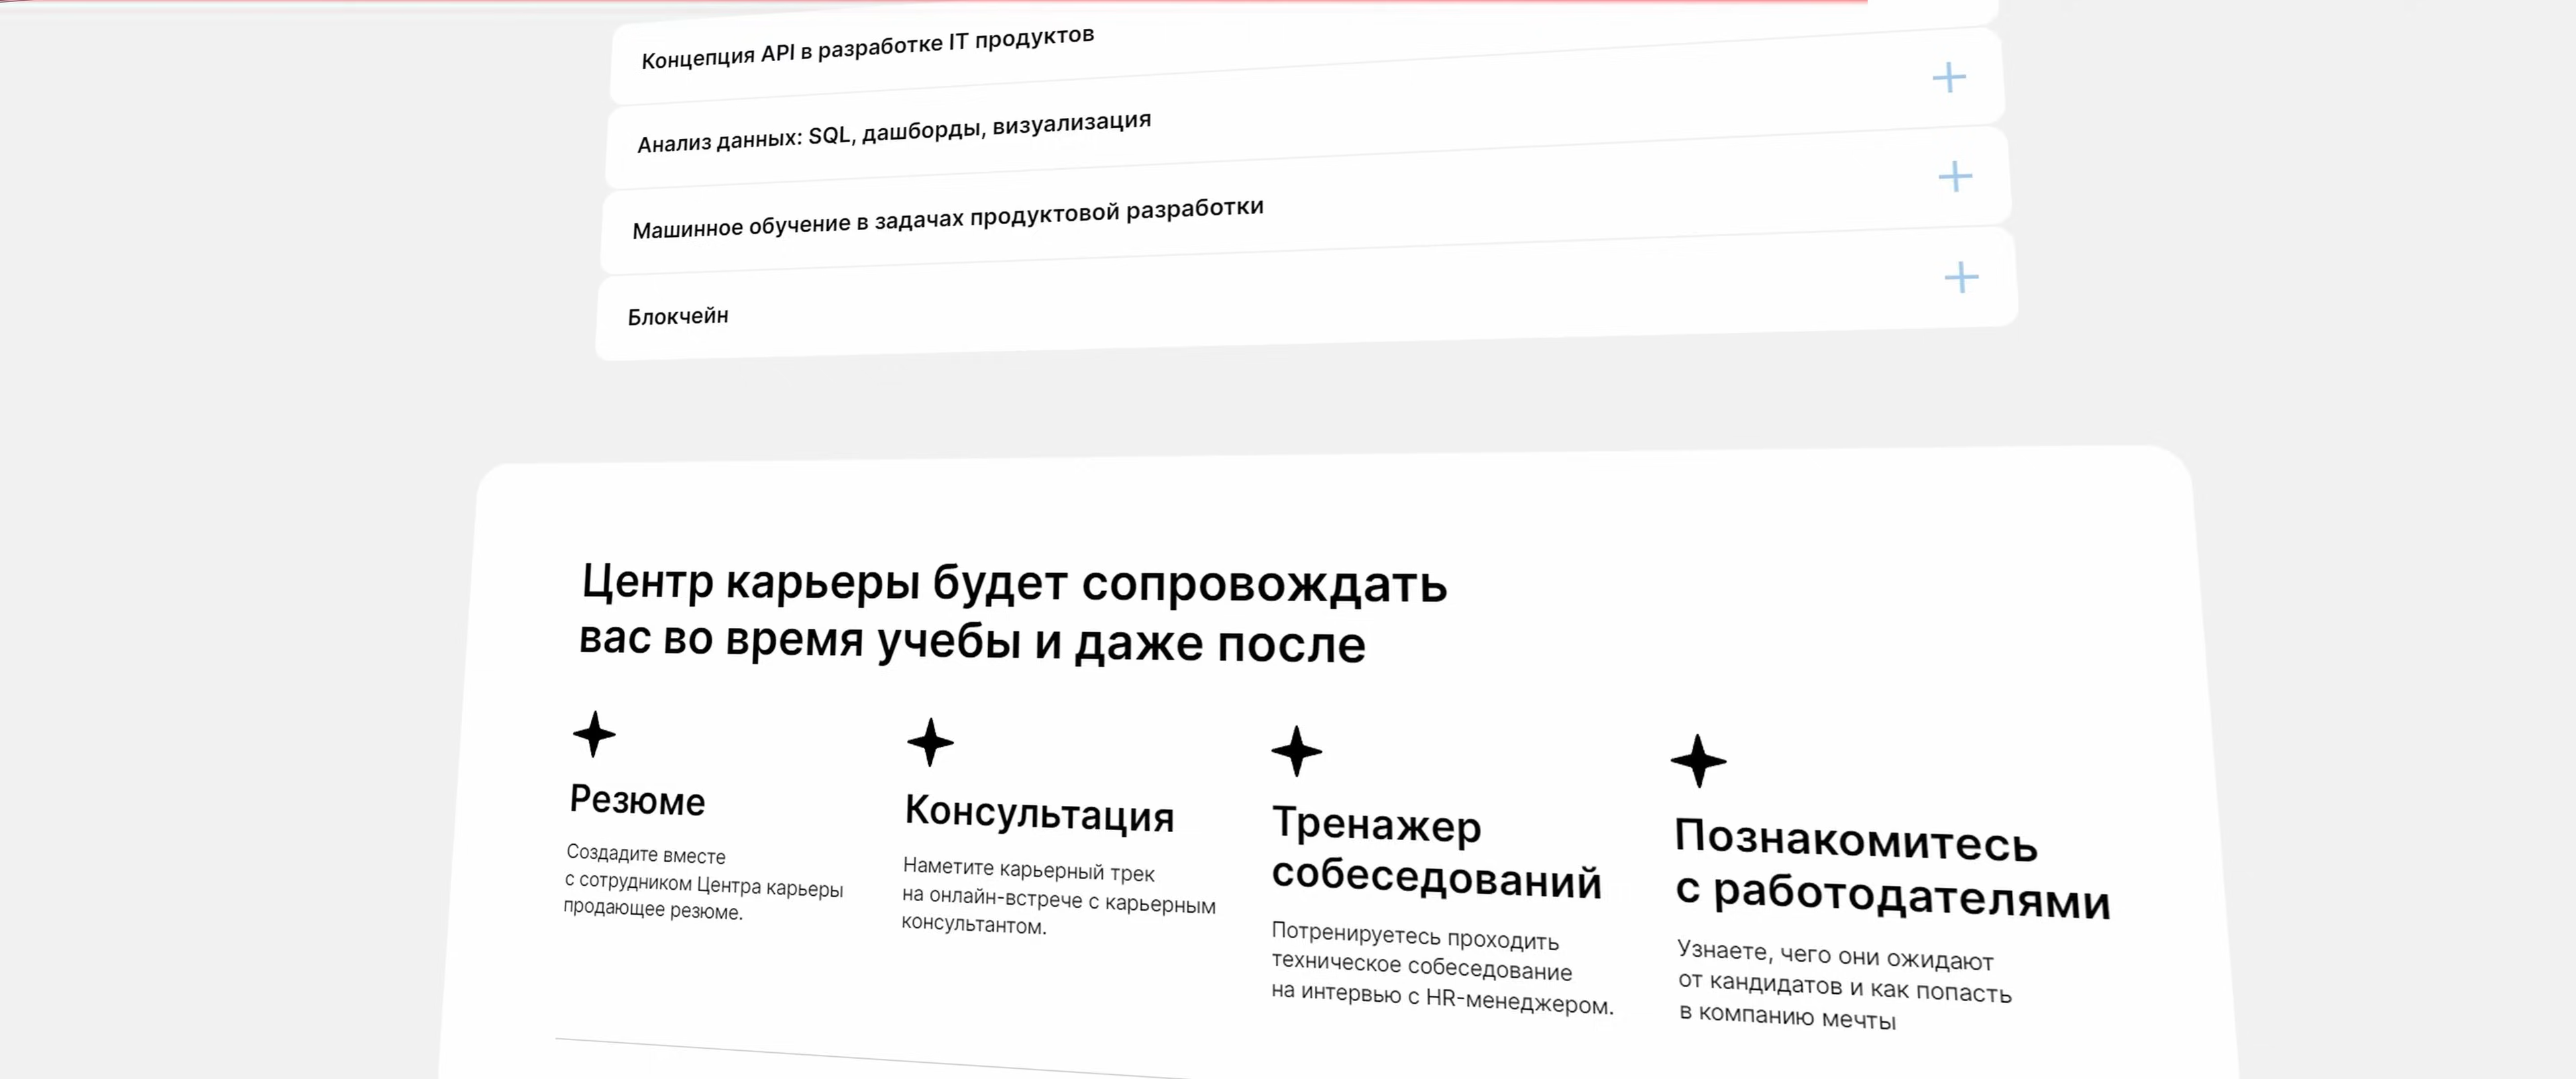 Концепция API в разработке IT продуктов
Анализ данных: SQL, дашборды, визуализация
Машинное обучение в задачах продуктовой разработки
Блокчейн
Центр карьеры будет сопровождать
вас во время учебы и даже после
Резюме
Создадите вместе
с сотрудником Центра карьеры
продающее резюме.
Консультация
Наметите карьерный трек
на онлайн-встрече с карьерным
консультантом.
Тренажер
собеседований
Потренируетесь проходить
техническое собеседование
на интервью с HR-менеджером.
Познакомитесь
с работодателями
Узнаете, чего они ожидают
от кандидатов и как попасть
в компанию мечты